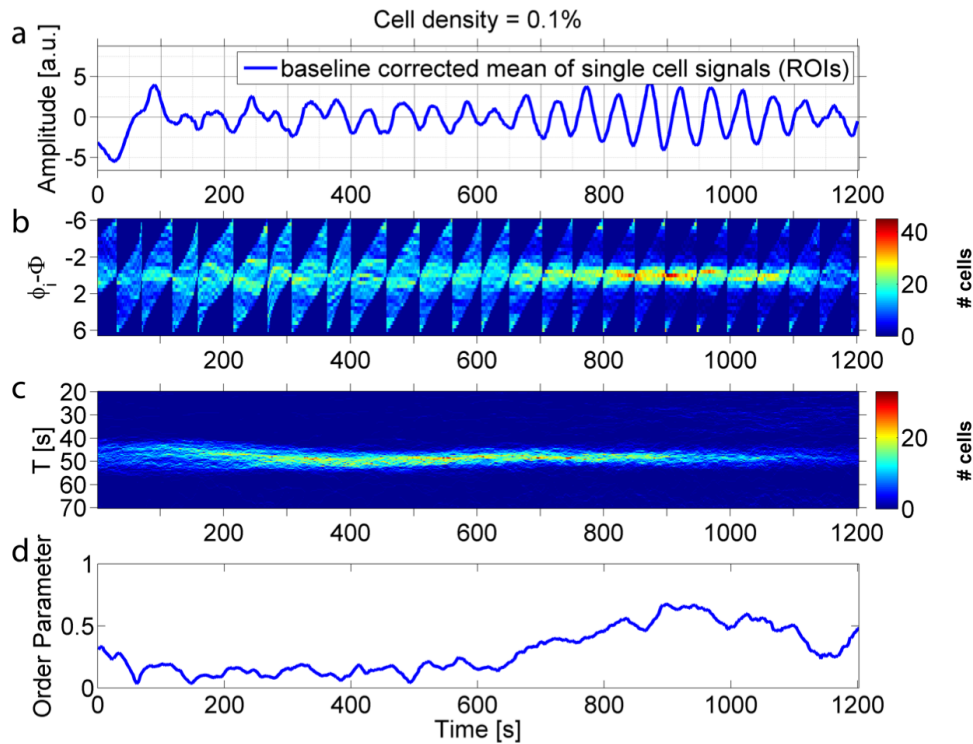 Cell density = 0.1%
a
Amplitude [a.u.]
5
0
-5
baseline corrected mean of single cell signals (ROIs)
0 200 400 600 800 1000 1200
b
ϕi-Φ
-6
-2
2
6
200 400 600 800 1000 1200
40
20
0
# cells
c
T [s]
20
30
40
50
60
70
200 400 600 800 1000 1200
20
0
# cells
d
Order Parameter
1
0.5
0
0 200 400 600 800 1000 1200
Time [s]